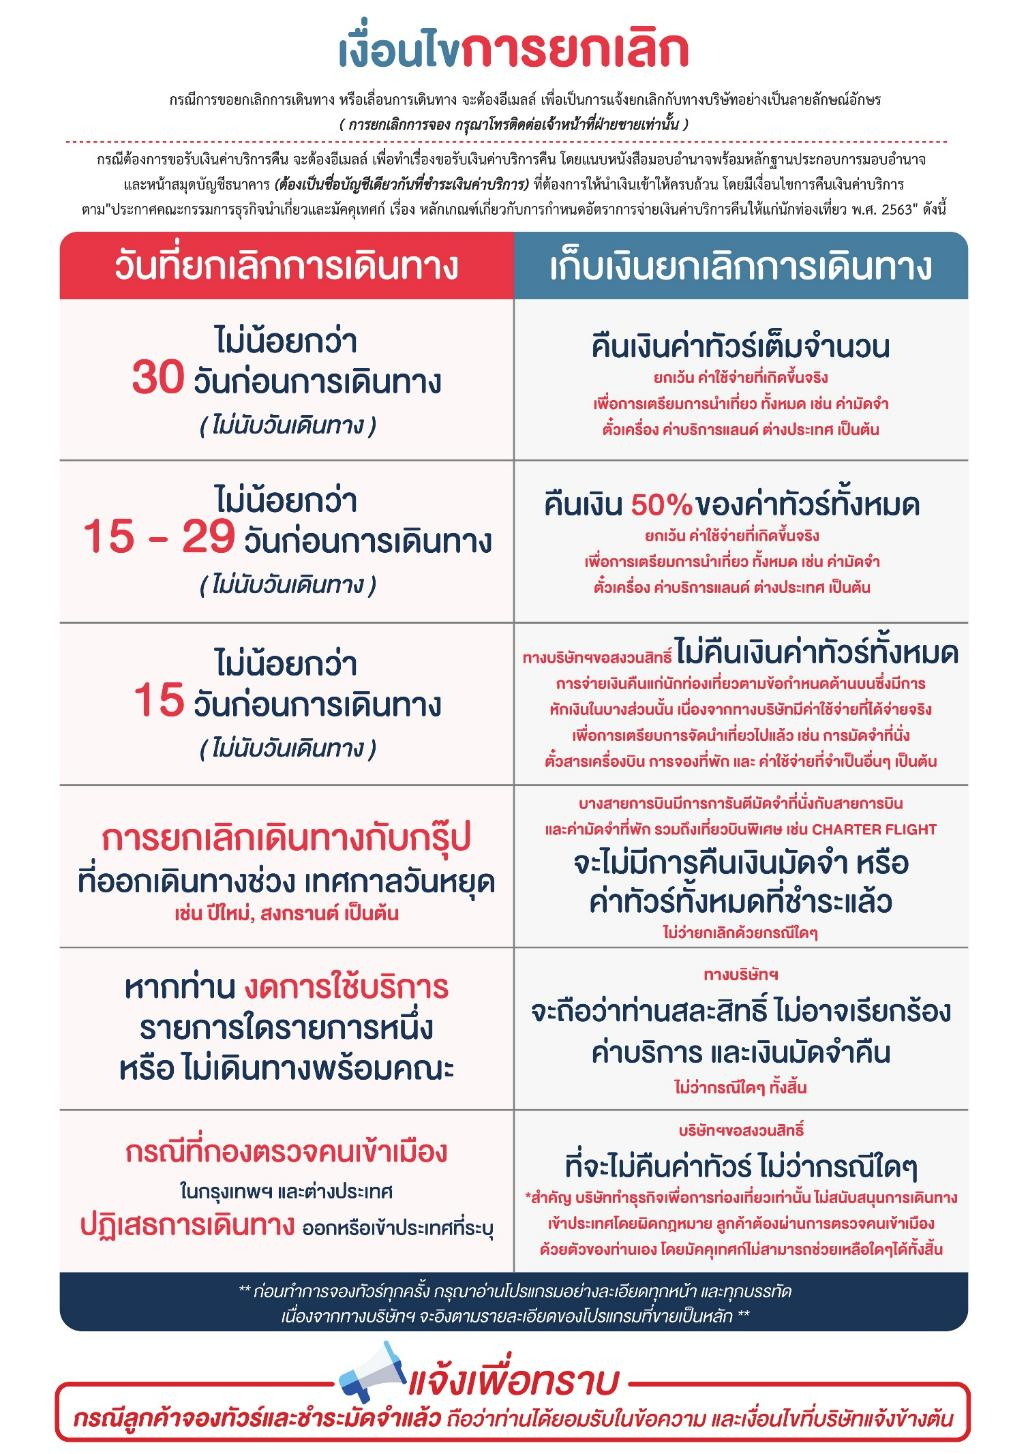 เงื่อนไขการยกเลิก
กรณีการขอยกเลิกการเดินทาง หรือเลื่อนการเดินทาง จะต้องอีเมลล์ เพื่อเป็นการแจ้งยกเลิกกับทางบริษัทอย่างเป็นลายลักษณ์อักษร
( การยกเลิกการจอง กรุณาโทรติดต่อเจ้าหน้าที่ฝ่ายขายเท่านั้น )
กรณีต้องการขอรับเงินค่าบริการคืน จะต้องอีเมลล์ เพื่อทำเรื่องขอรับเงินค่าบริการคืน โดยแนบหนังสือมอบอำนาจพร้อมหลักฐานประกอบการมอบอำนาจ
และหน้าสมุดบัญชีธนาคาร (ต้องเป็นชื่อบัญชีเดียวกันที่ชำระเงินค่าบริการ) ที่ต้องการให้นำเงินเข้าให้ครบถ้วน โดยมีเงื่อนไขการคืนเงินค่าบริการ
ตาม"ประกาศคณะกรรมการธุรกิจนำเที่ยวและมัคคุเทศก์ เรื่อง หลักเกณฑ์เกี่ยวกับการกำหนดอัตราการจ่ายเงินค่าบริการคืนให้แก่นักท่องเที่ยว พ.ศ. 2563" ดังนี้
วันที่ยกเลิกการเดินทาง
เก็บเงินยกเลิกการเดินทาง
ไม่น้อยกว่า
30 วันก่อนการเดินทาง
( ไม่นับวันเดินทาง )
คืนเงินค่าทัวร์เต็มจำนวน
ยกเว้น ค่าใช้จ่ายที่เกิดขึ้นจริง
เพื่อการเตรียมการนำเที่ยว ทั้งหมด เช่น ค่ามัดจำ
ตั๋วเครื่อง ค่าบริการแลนด์ ต่างประเทศ เป็นต้น
ไม่น้อยกว่า
15 - 29 วันก่อนการเดินทาง
( ไม่นับวันเดินทาง )
คืนเงิน 50%ของค่าทัวร์ทั้งหมด
ยกเว้น ค่าใช้จ่ายที่เกิดขึ้นจริง
เพื่อการเตรียมการนำเที่ยว ทั้งหมด เช่น ค่ามัดจำ
ตั๋วเครื่อง ค่าบริการแลนด์ ต่างประเทศ เป็นต้น
ไม่น้อยกว่า
15 วันก่อนการเดินทาง
( ไม่นับวันเดินทาง )
ทางบริษัทฯขอสงวนสิทธิ์ ไม่คืนเงินค่าทัวร์ทั้งหมด
การจ่ายเงินคืนแก่นักท่องเที่ยวตามข้อกำหนดด้านบนซึ่งมีการ
หักเงินในบางส่วนนั้น เนื่องจากทางบริษัทมีค่าใช้จ่ายที่ได้จ่ายจริง
เพื่อการเตรียบการจัดนำเที่ยวไปแล้ว เช่น การมัดจำที่นั่ง
ตั๋วสารเครื่องบิน การจองที่พัก และ ค่าใช้จ่ายที่จำเป็นอื่นๆ เป็นต้น
การยกเลิกเดินทางกับกรุ๊ป
ที่ออกเดินทางช่วง เทศกาลวันหยุด
เช่น ปีใหม่, สงกรานต์ เป็นต้น
บางสายการบินมีการการันตีมัดจำที่นั่งกับสายการบิน
และค่ามัดจำที่พัก รวมถึงเที่ยวบินพิเศษ เช่น CHARTER FLIGHT
จะไม่มีการคืนเงินมัดจำ หรือ
ค่าทัวร์ทั้งหมดที่ชำระแล้ว
ไม่ว่ายกเลิกด้วยกรณีใดๆ
หากท่าน งดการใช้บริการ
รายการใดรายการหนึ่ง
หรือ ไม่เดินทางพร้อมคณะ
ทางบริษัทฯ
จะถือว่าท่านสละสิทธิ์ ไม่อาจเรียกร้อง
ค่าบริการ และเงินมัดจำคืน
ไม่ว่ากรณีใดๆ ทั้งสิ้น
กรณีที่กองตรวจคนเข้าเมือง
ในกรุงเทพฯ และต่างประเทศ
ปฏิเสธการเดินทาง ออกหรือเข้าประเทศที่ระบุ
บริษัทฯขอสงวนสิทธิ์
ที่จะไม่คืนค่าทัวร์ ไม่ว่ากรณีใดๆ
*สำคัญ บริษัททำธุรกิจเพื่อการท่องเที่ยวเท่านั้น ไม่สนับสนุนการเดินทาง
เข้าประเทศโดยผิดกฎหมาย ลูกค้าต้องผ่านการตรวจคนเข้าเมือง
ด้วยตัวของท่านเอง โดยมัคคุเทศก์ไม่สามารถช่วยเหลือใดๆได้ทั้งสิ้น
** ก่อนทำการจองทัวร์ทุกครั้ง กรุณาอ่านโปรแกรมอย่างละเอียดทุกหน้า และทุกบรรทัด
เนื่องจากทางบริษัทฯ จะอิงตามรายละเอียดของโปรแกรมที่ขายเป็นหลัก **
แจ้งเพื่อทราบ
กรณีลูกค้าจองทัวร์และชำระมัดจำแล้ว ถือว่าท่านได้ยอมรับในข้อความ และเงื่อนไขที่บริษัทแจ้งข้างต้น